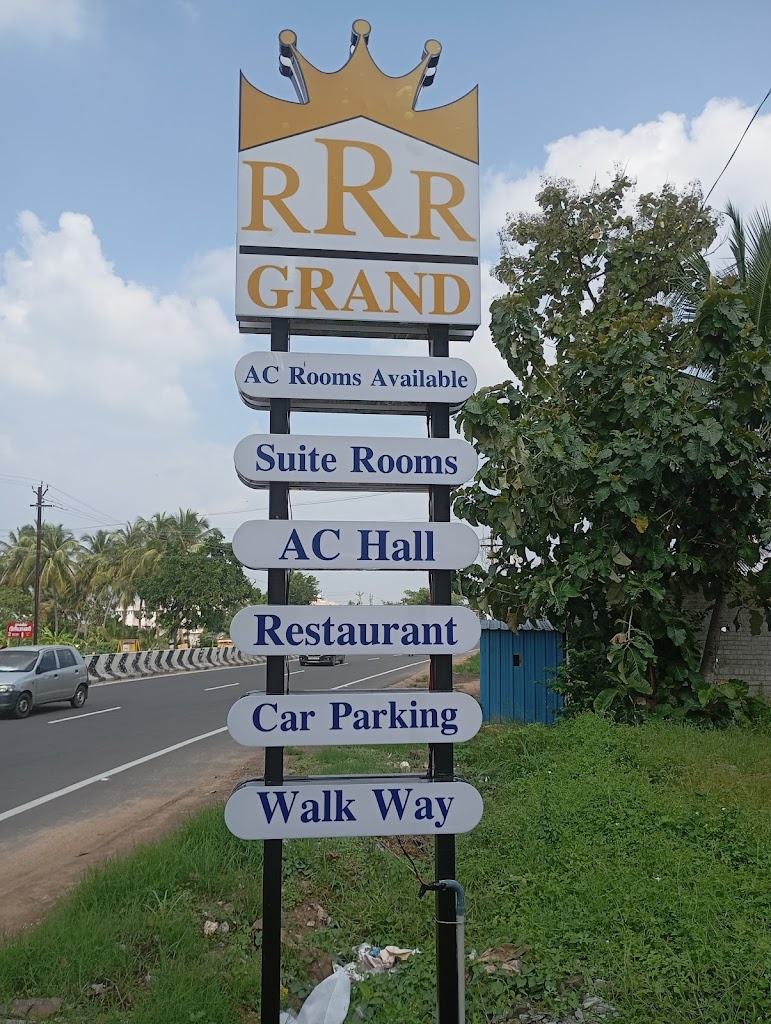 RRR
GRAND
AC Rooms Available
Suite Rooms
AC Hall
Restaurant
Car Parking
Walk Way